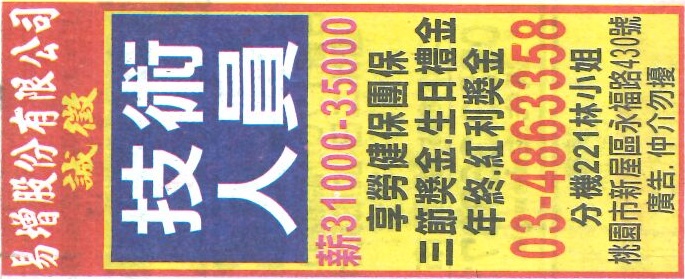 易增股份有限公司
誠徵
技術
人員
薪31000-35000
享勞健保團保
三節獎金.生日禮金
年終.紅利獎金
03-4863358
分機221林小姐
桃園市新屋區永福路430號
廣告.仲介勿擾